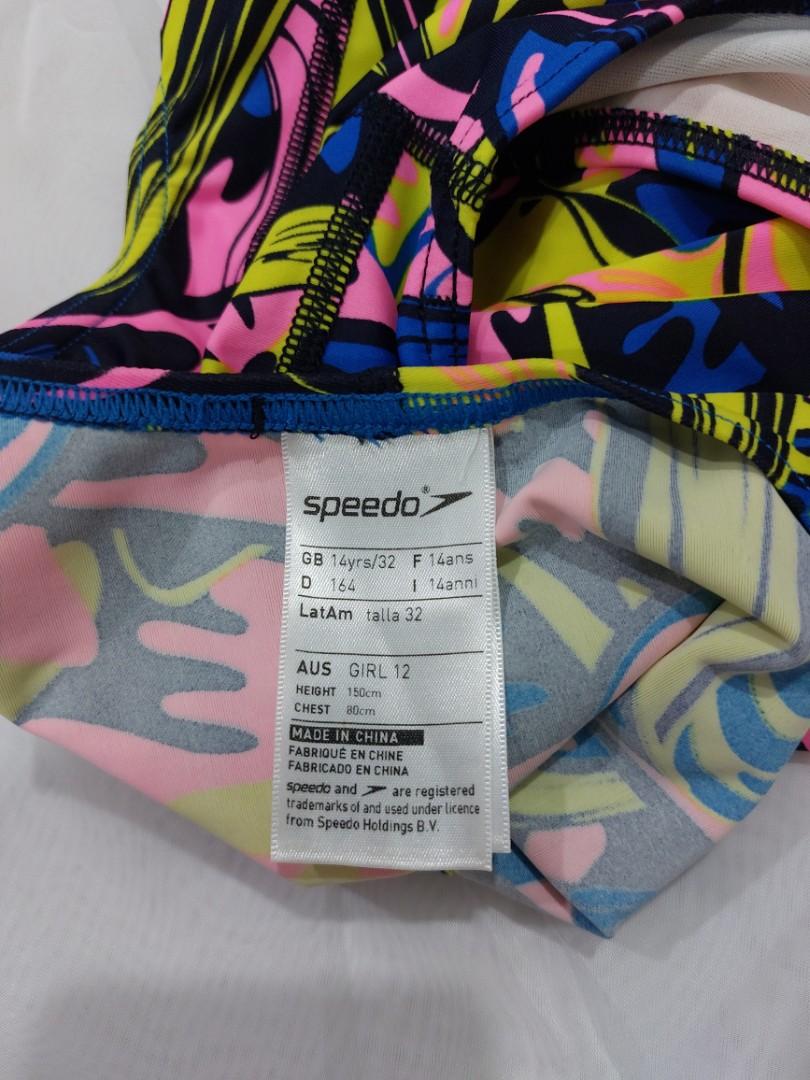 speedo®
GB 14yrs/32 F 14ans
D 164 I 14anni
LatAm talla 32
AUS GIRL 12
HEIGHT 150cm
CHEST 80cm
MADE IN CHINA
FABRIQUÉ EN CHINE
FABRICADO EN CHINA
speedo and are registered
trademarks of and used under licence
from Speedo Holdings B.V.